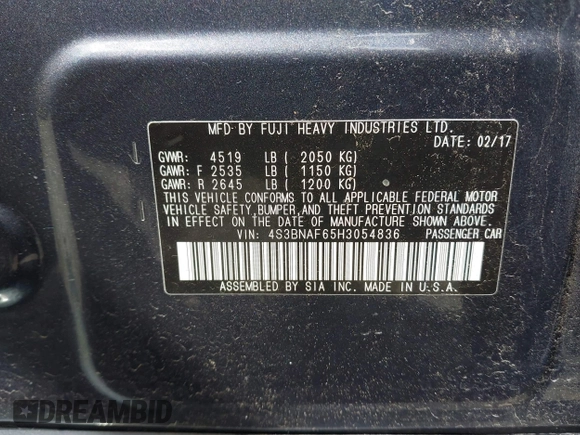 MFD BY FUJI HEAVY INDUSTRIES LTD.
DATE: 02/17
GVWR: 4519 LB ( 2050 KG)
GAWR: F 2535 LB ( 1150 KG)
GAWR: R 2645 LB ( 1200 KG)
THIS VEHICLE CONFORMS TO ALL APPLICABLE FEDERAL MOTOR
VEHICLE SAFETY, BUMPER, AND THEFT PREVENTION STANDARDS
IN EFFECT ON THE DATE OF MANUFACTURE SHOWN ABOVE.
VIN: 4S3BNAF65H3054836 PASSENGER CAR
ASSEMBLED BY SIA INC. MADE IN U.S.A.
DREAMBID